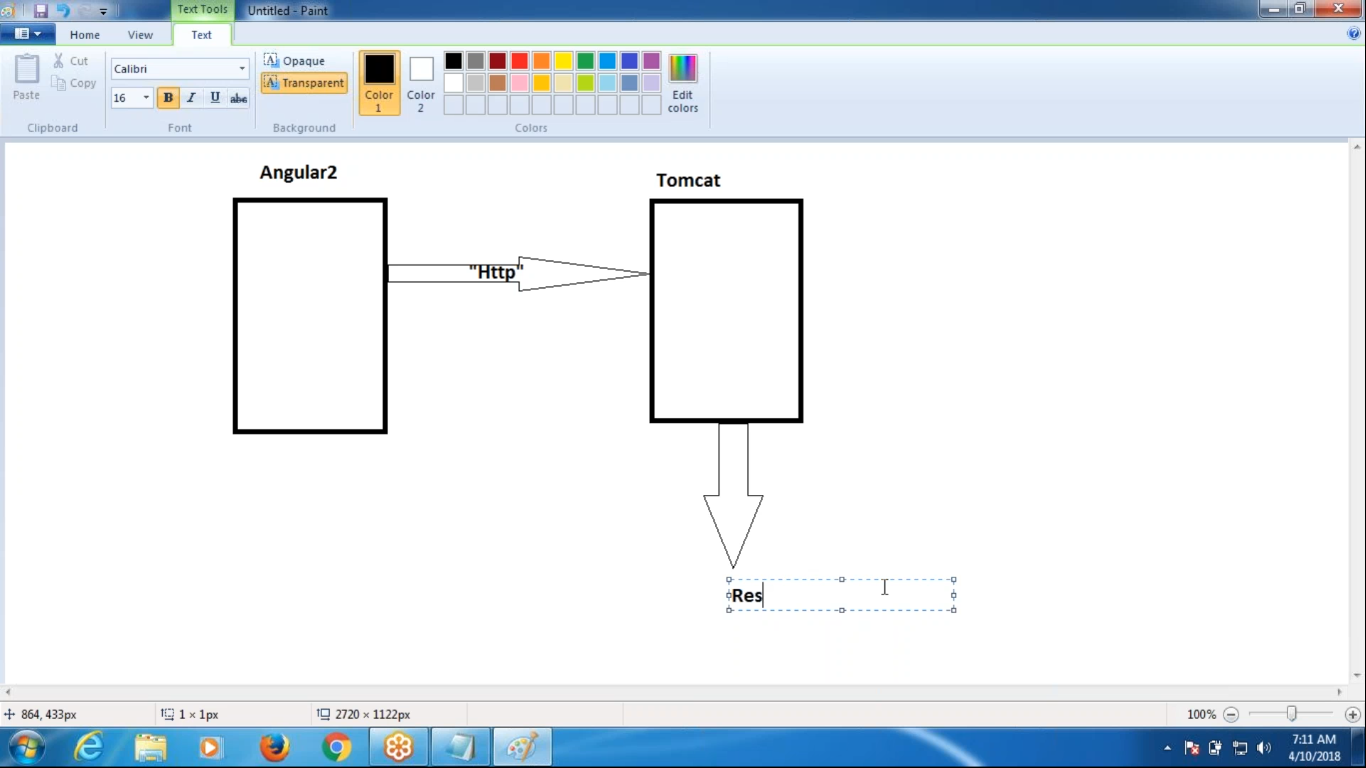 Text Tools
Untitled - Paint
Home
View
Text
Paste
Cut
Copy
Clipboard
Calibri
16
B I U abc
Font
A Opaque
A Transparent
Background
Color 1
Color 2
Edit colors
Colors
Angular2
Tomcat
"Http"
Res
864, 433px
1 × 1px
2720 × 1122px
100%
7:11 AM
4/10/2018